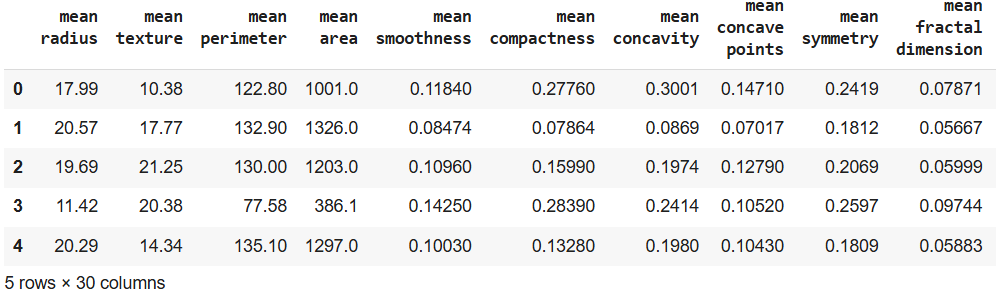 mean radius mean texture mean perimeter mean area mean smoothness mean compactness mean concavity mean concave points mean symmetry mean fractal dimension
0 17.99 10.38 122.80 1001.0 0.11840 0.27760 0.3001 0.14710 0.2419 0.07871
1 20.57 17.77 132.90 1326.0 0.08474 0.07864 0.0869 0.07017 0.1812 0.05667
2 19.69 21.25 130.00 1203.0 0.10960 0.15990 0.1974 0.12790 0.2069 0.05999
3 11.42 20.38 77.58 386.1 0.14250 0.28390 0.2414 0.10520 0.2597 0.09744
4 20.29 14.34 135.10 1297.0 0.10030 0.13280 0.1980 0.10430 0.1809 0.05883
5 rows × 30 columns